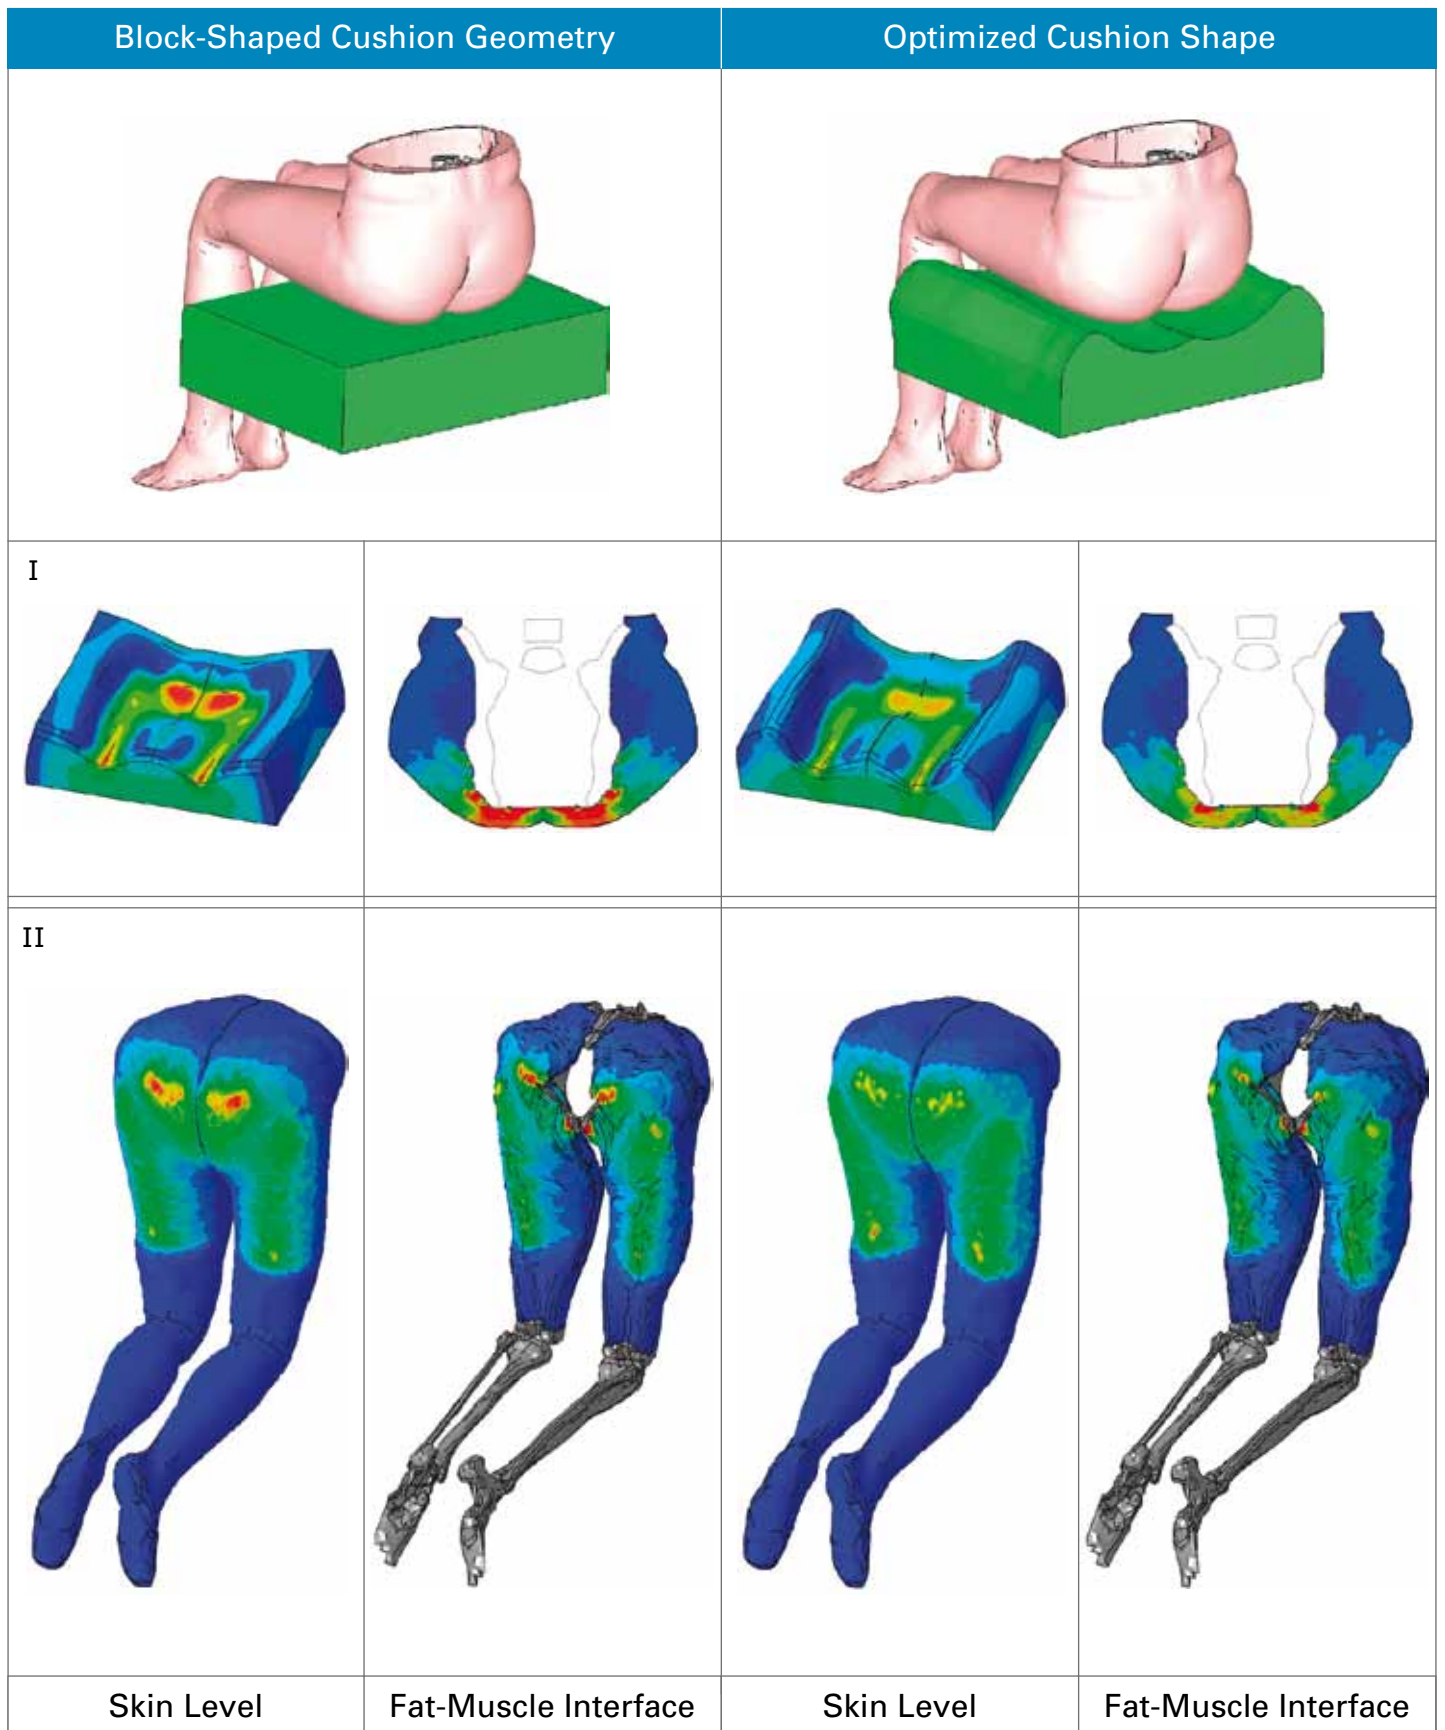 Block-Shaped Cushion Geometry
Optimized Cushion Shape
I
II
Skin Level
Fat-Muscle Interface
Skin Level
Fat-Muscle Interface